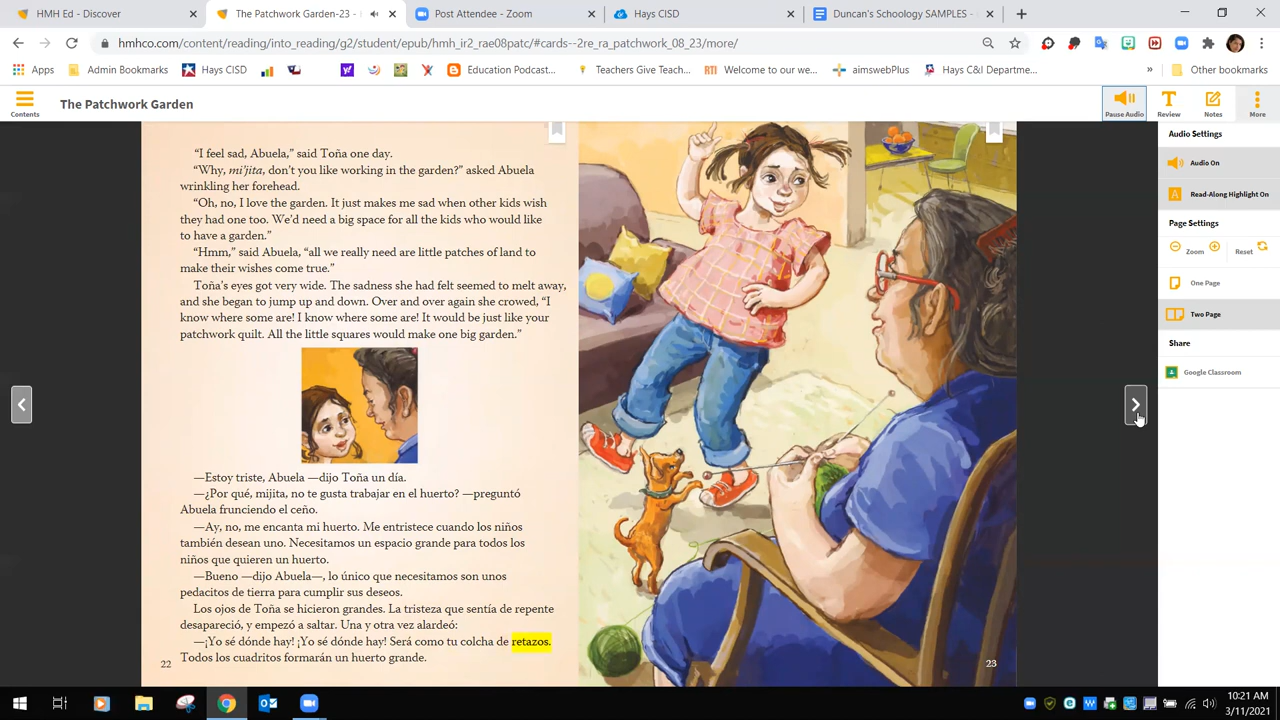 HMH Ed - Discover
The Patchwork Garden-23 -
Post Attendee - Zoom
Hays CISD
Duncan's Schoology SAMPLES -
hmhco.com/content/reading/into_reading/g2/student/epub/hmh_ir2_rae08patc/#cards--2re_ra_patchwork_08_23/more/
Apps
Admin Bookmarks
Hays CISD
Education Podcast...
Teachers Give Teach...
RTI Welcome to our we...
aimswebPlus
Hays C&I Departme...
»
Other bookmarks
Contents
The Patchwork Garden
Pause Audio
Review
Notes
More
“I feel sad, Abuela,” said Toña one day.
“Why, mi’jita, don’t you like working in the garden?” asked Abuela
wrinkling her forehead.
“Oh, no, I love the garden. It just makes me sad when other kids wish
they had one too. We’d need a big space for all the kids who would like
to have a garden.”
“Hmm,” said Abuela, “all we really need are little patches of land to
make their wishes come true.”
Toña’s eyes got very wide. The sadness she had felt seemed to melt away,
and she began to jump up and down. Over and over again she crowed, “I
know where some are! I know where some are! It would be just like your
patchwork quilt. All the little squares would make one big garden.”
—Estoy triste, Abuela —dijo Toña un día.
—¿Por qué, mijita, no te gusta trabajar en el huerto? —preguntó
Abuela frunciendo el ceño.
—Ay, no, me encanta mi huerto. Me entristece cuando los niños
también desean uno. Necesitamos un espacio grande para todos los
niños que quieren un huerto.
—Bueno —dijo Abuela—, lo único que necesitamos son unos
pedacitos de tierra para cumplir sus deseos.
Los ojos de Toña se hicieron grandes. La tristeza que sentía de repente
desapareció, y empezó a saltar. Una y otra vez alardeó:
—¡Yo sé dónde hay! ¡Yo sé dónde hay! Será como tu colcha de retazos.
Todos los cuadritos formarán un huerto grande.
22
23
Audio Settings
Audio On
Read-Along Highlight On
Page Settings
Zoom
Reset
One Page
Two Page
Share
Google Classroom
10:21 AM
3/11/2021